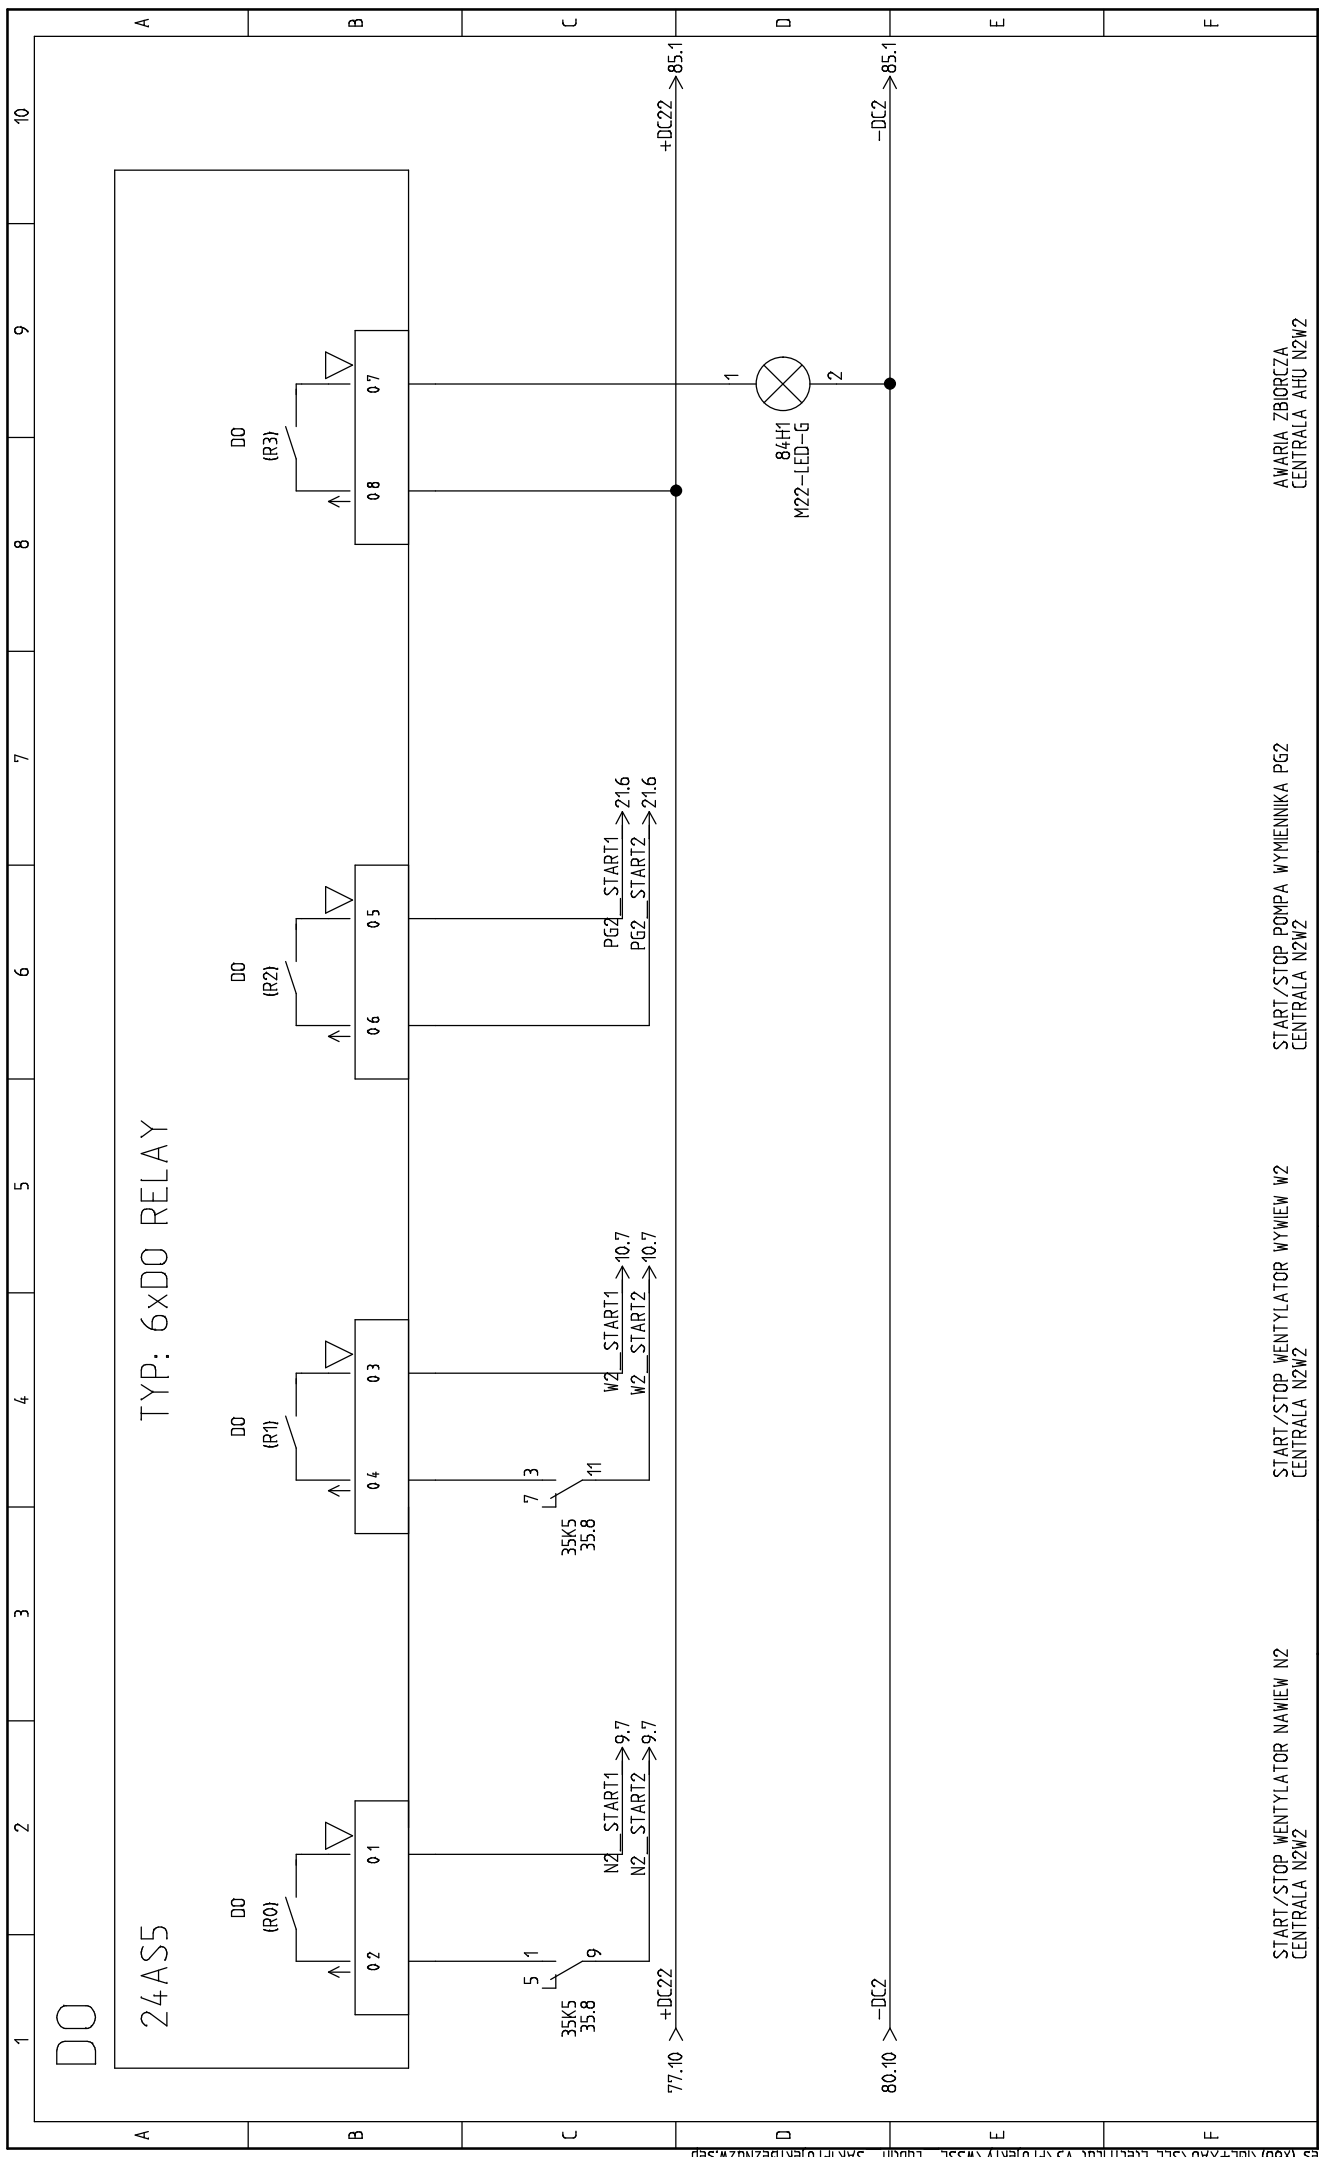 1 2 3 4 5 6 7 8 9 10
A A
B B
C C
D D
E E
F F
DO
24AS5
TYP: 6xDO RELAY
DO
(R0)
02 01
DO
(R1)
04 03
DO
(R2)
06 05
DO
(R3)
08 07
5 1
35K5
35.8
9
N2_START1 9.7
N2_START2 9.7
7 3
35K5
35.8
11
W2_START1 10.7
W2_START2 10.7
PG2_START1 21.6
PG2_START2 21.6
77.10 +DC22 +DC22 85.1
1
84H1
M22-LED-G
2
80.10 -DC2 -DC2 85.1
START/STOP WENTYLATOR NAWIEW N2
CENTRALA N2W2
START/STOP WENTYLATOR WYWIEW W2
CENTRALA N2W2
START/STOP POMPA WYMIENNIKA PG2
CENTRALA N2W2
AWARIA ZBIORCZA
CENTRALA AHU N2W2